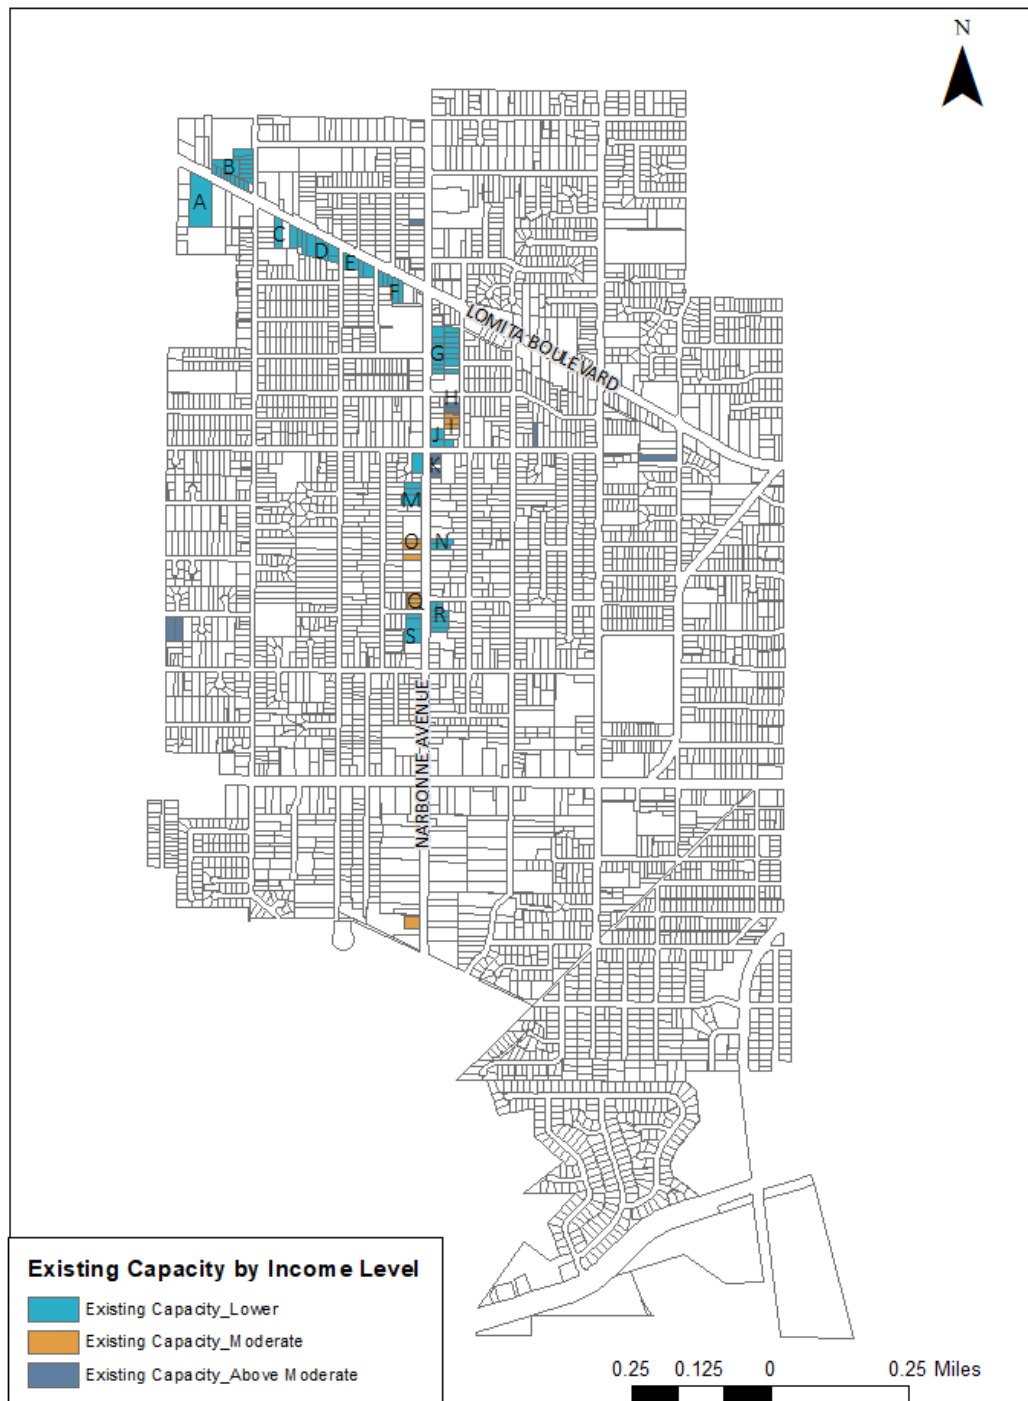 N
B
A
C
D
E
F
LOMITA BOULEVARD
G
H
I
J
K
M
O
N
Q
R
S
NARBONNE AVENUE
Existing Capacity by Income Level
Existing Capacity_Lower
Existing Capacity_Moderate
Existing Capacity_Above Moderate
0.25 0.125 0 0.25 Miles